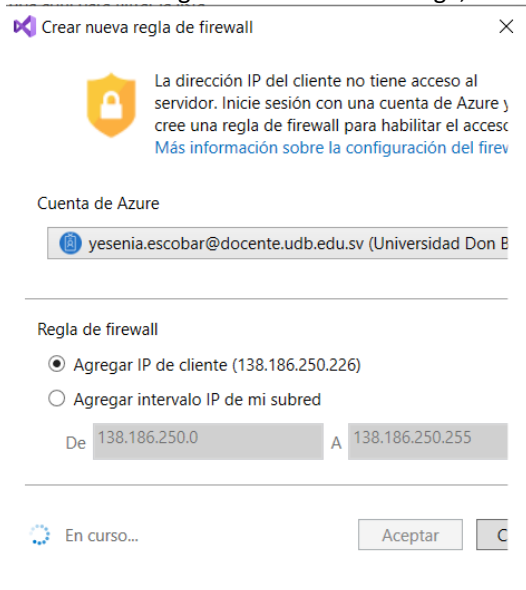 Crear nueva regla de firewall
La dirección IP del cliente no tiene acceso al
servidor. Inicie sesión con una cuenta de Azure y
cree una regla de firewall para habilitar el acceso
Más información sobre la configuración del firew
Cuenta de Azure
yesenia.escobar@docente.udb.edu.sv (Universidad Don B
Regla de firewall
Agregar IP de cliente (138.186.250.226)
Agregar intervalo IP de mi subred
De 138.186.250.0 A 138.186.250.255
En curso... Aceptar C